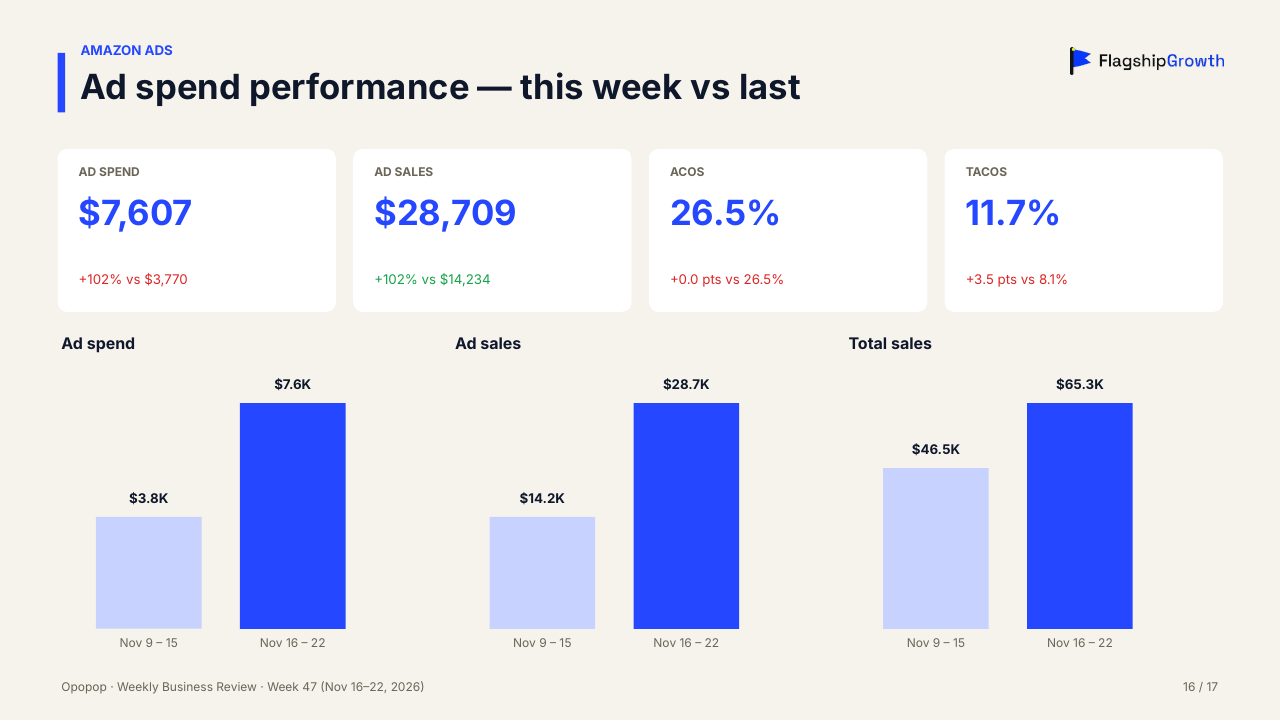 AMAZON ADS
Ad spend performance — this week vs last
FlagshipGrowth
AD SPEND
$7,607
+102% vs $3,770
AD SALES
$28,709
+102% vs $14,234
ACOS
26.5%
+0.0 pts vs 26.5%
TACOS
11.7%
+3.5 pts vs 8.1%
Ad spend
$3.8K
$7.6K
Nov 9 – 15
Nov 16 – 22
Ad sales
$14.2K
$28.7K
Nov 9 – 15
Nov 16 – 22
Total sales
$46.5K
$65.3K
Nov 9 – 15
Nov 16 – 22
Opopop · Weekly Business Review · Week 47 (Nov 16–22, 2026)
16 / 17